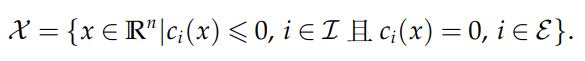 𝒳 = {x ∈ ℝⁿ|cᵢ(x) ⩽ 0, i ∈ ℐ 且 cᵢ(x) = 0, i ∈ ℰ}.